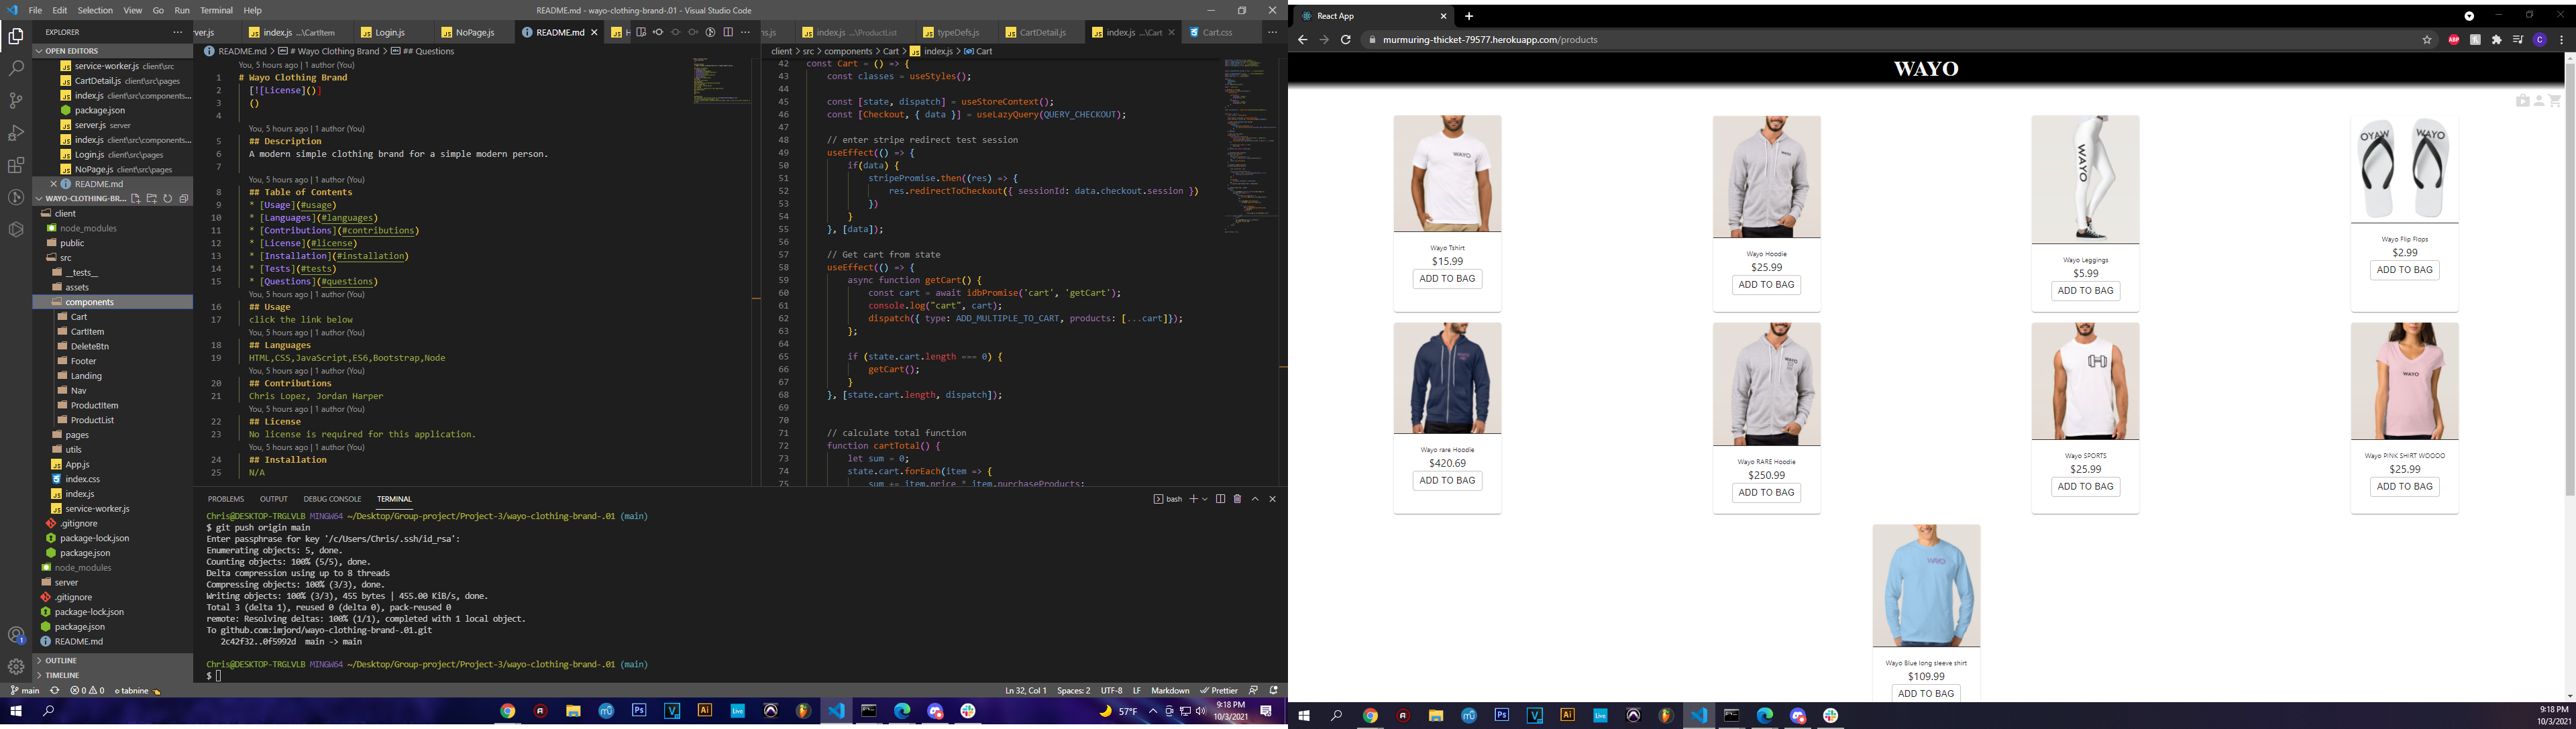 File Edit Selection View Go Run Terminal Help
README.md - wayo-clothing-brand-.01 - Visual Studio Code
EXPLORER
OPEN EDITORS
service-worker.js client\src
CartDetail.js client\src\pages
index.js client\src\components...
package.json
server.js server
index.js client\src\components...
Login.js client\src\pages
NoPage.js client\src\pages
README.md
WAYO-CLOTHING-BR...
client
node_modules
public
src
__tests__
assets
components
Cart
CartItem
DeleteBtn
Footer
Landing
Nav
ProductItem
ProductList
pages
utils
App.js
index.css
index.js
service-worker.js
.gitignore
package-lock.json
package.json
node_modules
server
.gitignore
package-lock.json
package.json
README.md
OUTLINE
TIMELINE
rver.js index.js ...\CartItem Login.js NoPage.js README.md
README.md > # Wayo Clothing Brand > ## Questions
You, 5 hours ago | 1 author (You)
1 # Wayo Clothing Brand
2 [![License]()]
3 ()
4
You, 5 hours ago | 1 author (You)
5 ## Description
6 A modern simple clothing brand for a simple modern person.
7
You, 5 hours ago | 1 author (You)
8 ## Table of Contents
9 * [Usage](#usage)
10 * [Languages](#languages)
11 * [Contributions](#contributions)
12 * [License](#license)
13 * [Installation](#installation)
14 * [Tests](#tests)
15 * [Questions](#questions)
You, 5 hours ago | 1 author (You)
16 ## Usage
17 click the link below
You, 5 hours ago | 1 author (You)
18 ## Languages
19 HTML,CSS,JavaScript,ES6,Bootstrap,Node
You, 5 hours ago | 1 author (You)
20 ## Contributions
21 Chris Lopez, Jordan Harper
You, 5 hours ago | 1 author (You)
22 ## License
23 No license is required for this application.
You, 5 hours ago | 1 author (You)
24 ## Installation
25 N/A
ns.js index.js ...\ProductList typeDefs.js CartDetail.js index.js ...\Cart Cart.css
client > src > components > Cart > index.js > Cart
42 const Cart = () => {
43 const classes = useStyles();
44
45 const [state, dispatch] = useStoreContext();
46 const [Checkout, { data }] = useLazyQuery(QUERY_CHECKOUT);
47
48 // enter stripe redirect test session
49 useEffect(() => {
50 if(data) {
51 stripePromise.then((res) => {
52 res.redirectToCheckout({ sessionId: data.checkout.session })
53 })
54 }
55 }, [data]);
56
57 // Get cart from state
58 useEffect(() => {
59 async function getCart() {
60 const cart = await idbPromise('cart', 'getCart');
61 console.log("cart", cart);
62 dispatch({ type: ADD_MULTIPLE_TO_CART, products: [...cart]});
63 };
64
65 if (state.cart.length === 0) {
66 getCart();
67 }
68 }, [state.cart.length, dispatch]);
69
70
71 // calculate total function
72 function cartTotal() {
73 let sum = 0;
74 state.cart.forEach(item => {
75 sum += item.price * item.purchaseProducts;
PROBLEMS OUTPUT DEBUG CONSOLE TERMINAL
bash
Chris@DESKTOP-TRGLVLB MINGW64 ~/Desktop/Group-project/Project-3/wayo-clothing-brand-.01 (main)
$ git push origin main
Enter passphrase for key '/c/Users/Chris/.ssh/id_rsa':
Enumerating objects: 5, done.
Counting objects: 100% (5/5), done.
Delta compression using up to 8 threads
Compressing objects: 100% (3/3), done.
Writing objects: 100% (3/3), 455 bytes | 455.00 KiB/s, done.
Total 3 (delta 1), reused 0 (delta 0), pack-reused 0
remote: Resolving deltas: 100% (1/1), completed with 1 local object.
To github.com:imjord/wayo-clothing-brand-.01.git
2c42f32..0f5992d main -> main
Chris@DESKTOP-TRGLVLB MINGW64 ~/Desktop/Group-project/Project-3/wayo-clothing-brand-.01 (main)
$
main 0 0 tabnine
Ln 32, Col 1 Spaces: 2 UTF-8 LF Markdown Prettier
57°F
9:18 PM
10/3/2021
React App
murmuring-thicket-79577.herokuapp.com/products
WAYO
Wayo Tshirt
$15.99
ADD TO BAG
Wayo Hoodie
$25.99
ADD TO BAG
Wayo Leggings
$5.99
ADD TO BAG
Wayo Flip Flops
$2.99
ADD TO BAG
Wayo rare Hoodie
$420.69
ADD TO BAG
Wayo RARE Hoodie
$250.99
ADD TO BAG
Wayo SPORTS
$25.99
ADD TO BAG
Wayo PINK SHIRT WOOOO
$25.99
ADD TO BAG
Wayo Blue long sleeve shirt
$109.99
ADD TO BAG
9:18 PM
10/3/2021